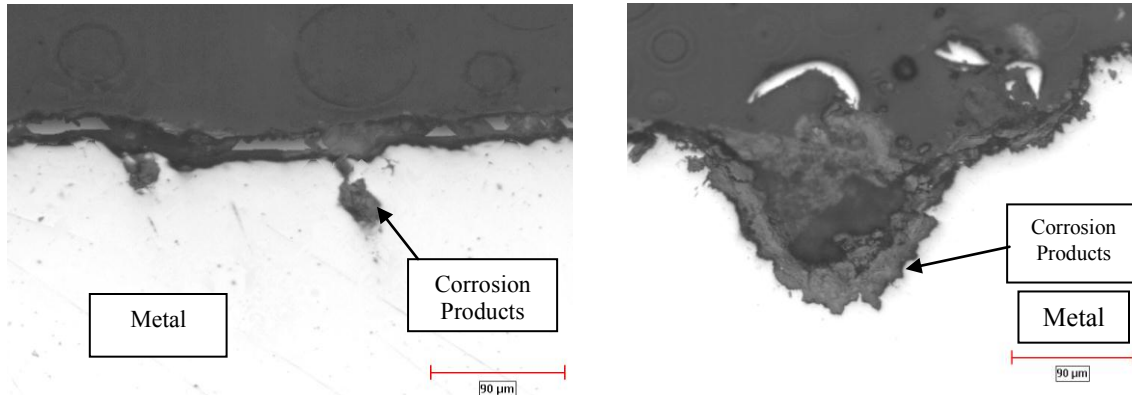 Metal
Corrosion
Products
90 µm
Corrosion
Products
Metal
90 µm